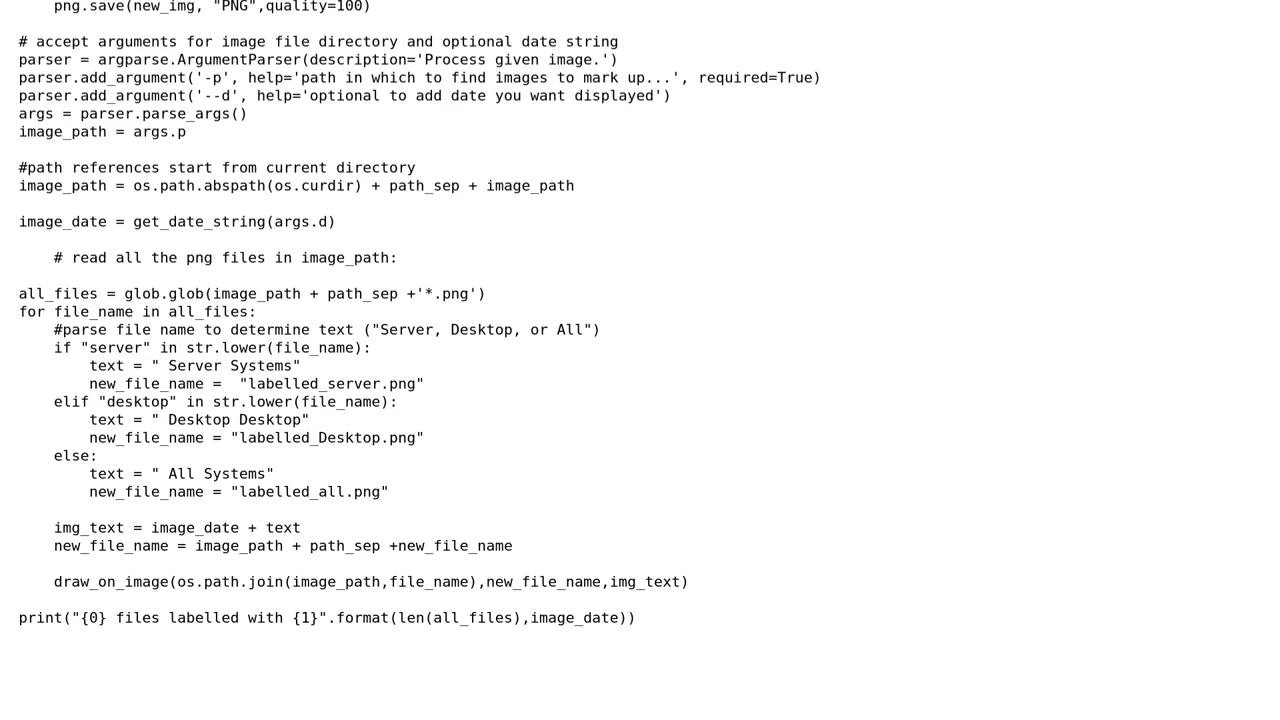 png.save(new_img, "PNG",quality=100)

# accept arguments for image file directory and optional date string
parser = argparse.ArgumentParser(description='Process given image.')
parser.add_argument('-p', help='path in which to find images to mark up...', required=True)
parser.add_argument('--d', help='optional to add date you want displayed')
args = parser.parse_args()
image_path = args.p

#path references start from current directory
image_path = os.path.abspath(os.curdir) + path_sep + image_path

image_date = get_date_string(args.d)

    # read all the png files in image_path:

all_files = glob.glob(image_path + path_sep +'*.png')
for file_name in all_files:
    #parse file name to determine text ("Server, Desktop, or All")
    if "server" in str.lower(file_name):
        text = " Server Systems"
        new_file_name =  "labelled_server.png"
    elif "desktop" in str.lower(file_name):
        text = " Desktop Desktop"
        new_file_name = "labelled_Desktop.png"
    else:
        text = " All Systems"
        new_file_name = "labelled_all.png"

    img_text = image_date + text
    new_file_name = image_path + path_sep +new_file_name

    draw_on_image(os.path.join(image_path,file_name),new_file_name,img_text)

print("{0} files labelled with {1}".format(len(all_files),image_date))